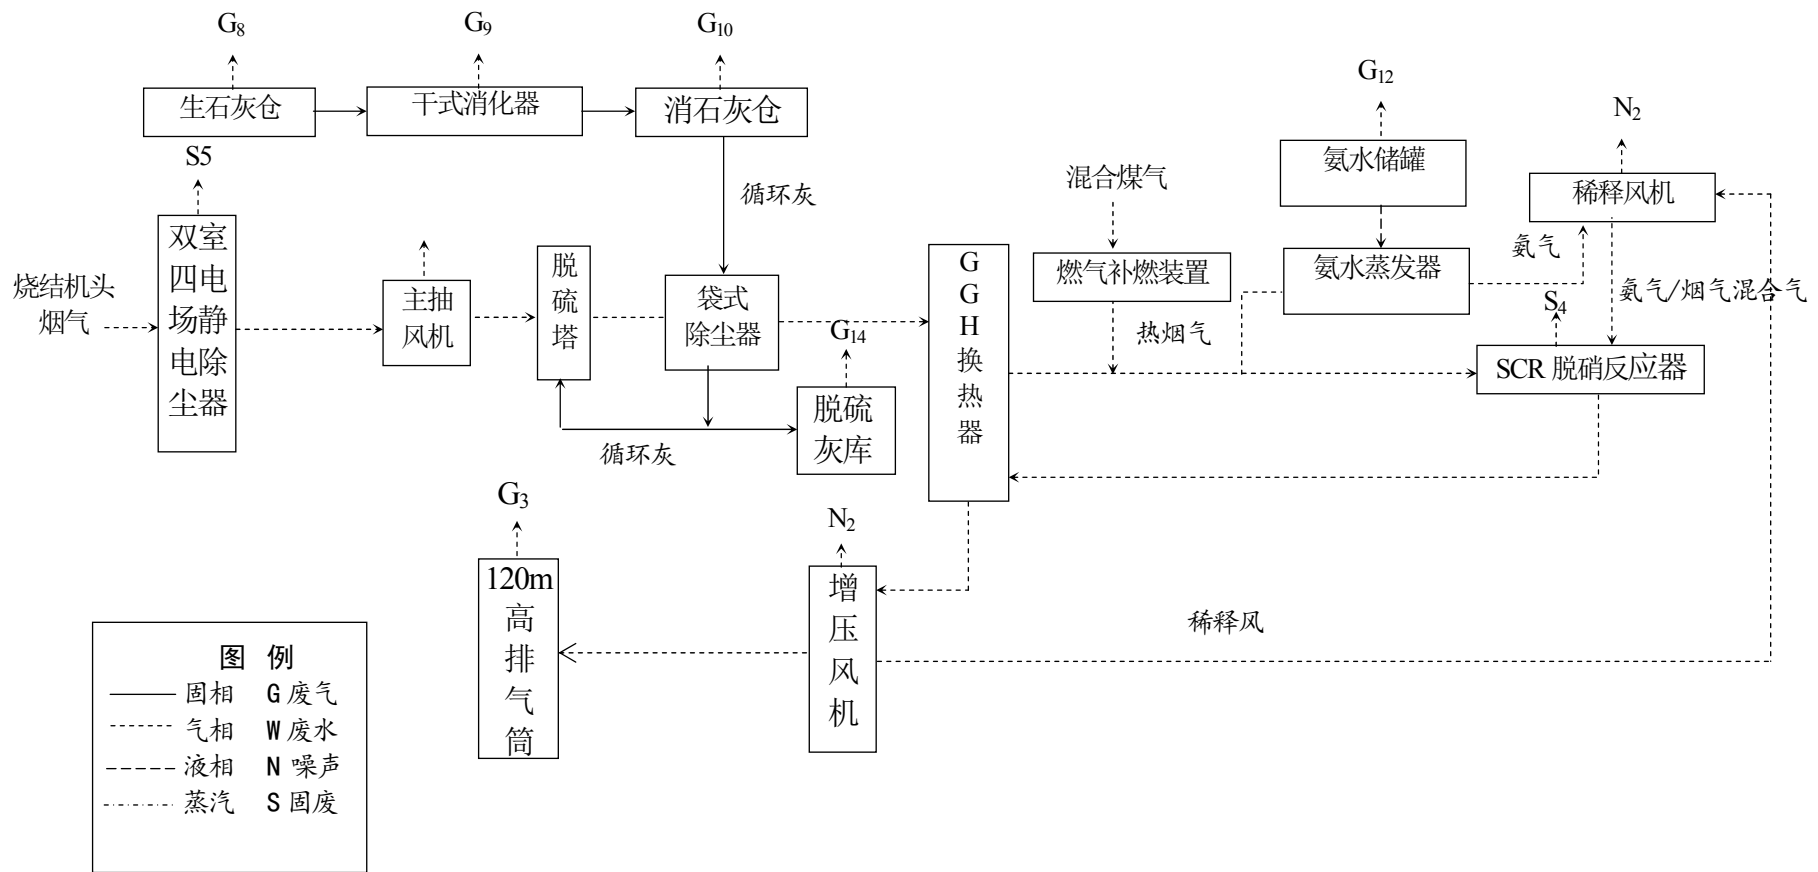 G8
G9
G10
生石灰仓
干式消化器
消石灰仓
G12
N2
氨水储罐
稀释风机
S5
混合煤气
循环灰
双室
四电
场静
电除
尘器
烧结机头
烟气
主抽
风机
脱
硫
塔
袋式
除尘器
G
G
H
换
热
器
燃气补燃装置
氨水蒸发器
氨气
氨气/烟气混合气
热烟气
S4
SCR 脱硝反应器
G14
脱硫
灰库
循环灰
G3
N2
120m
高
排
气
筒
增
压
风
机
稀释风
图 例
固相 G 废气
气相 W 废水
液相 N 噪声
蒸汽 S 固废